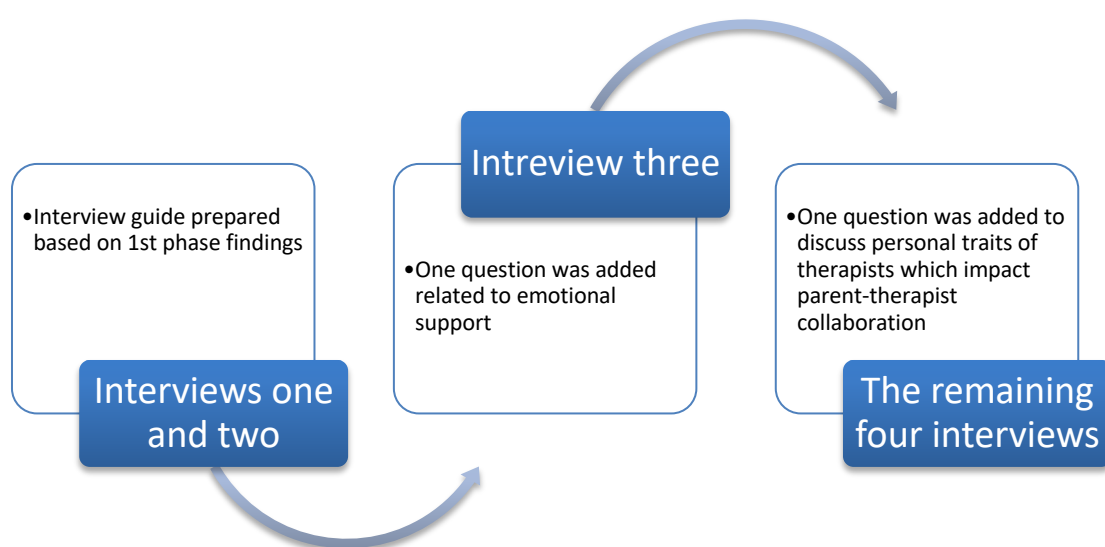 •Interview guide prepared
based on 1st phase findings
Interviews one
and two
Intreview three
•One question was added
related to emotional
support
•One question was added to
discuss personal traits of
therapists which impact
parent-therapist
collaboration
The remaining
four interviews